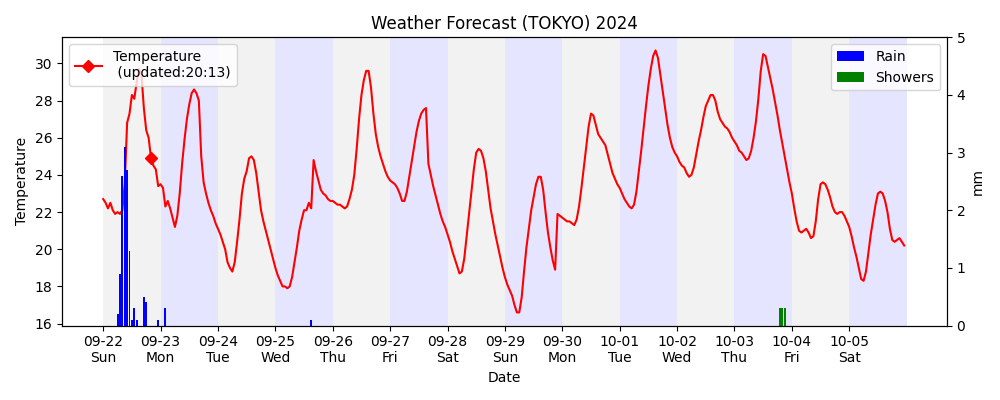 Weather Forecast (TOKYO) 2024
Temperature
(updated:20:13)
Rain
Showers
Temperature
30
28
26
24
22
20
18
16
5
4
3
2
1
0
mm
09-22 09-23 09-24 09-25 09-26 09-27 09-28 09-29 09-30 10-01 10-02 10-03 10-04 10-05
Sun Mon Tue Wed Thu Fri Sat Sun Mon Tue Wed Thu Fri Sat
Date